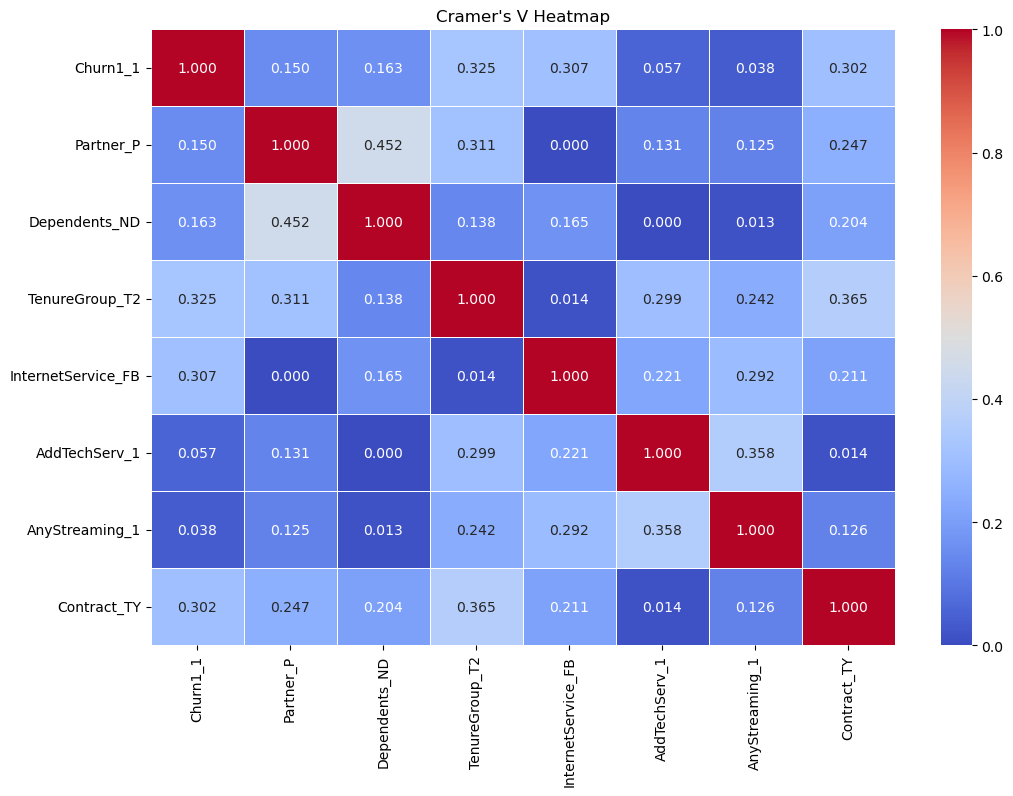 Cramer's V Heatmap
Churn1_1 1.000 0.150 0.163 0.325 0.307 0.057 0.038 0.302
Partner_P 0.150 1.000 0.452 0.311 0.000 0.131 0.125 0.247
Dependents_ND 0.163 0.452 1.000 0.138 0.165 0.000 0.013 0.204
TenureGroup_T2 0.325 0.311 0.138 1.000 0.014 0.299 0.242 0.365
InternetService_FB 0.307 0.000 0.165 0.014 1.000 0.221 0.292 0.211
AddTechServ_1 0.057 0.131 0.000 0.299 0.221 1.000 0.358 0.014
AnyStreaming_1 0.038 0.125 0.013 0.242 0.292 0.358 1.000 0.126
Contract_TY 0.302 0.247 0.204 0.365 0.211 0.014 0.126 1.000
Churn1_1
Partner_P
Dependents_ND
TenureGroup_T2
InternetService_FB
AddTechServ_1
AnyStreaming_1
Contract_TY
1.0
0.8
0.6
0.4
0.2
0.0